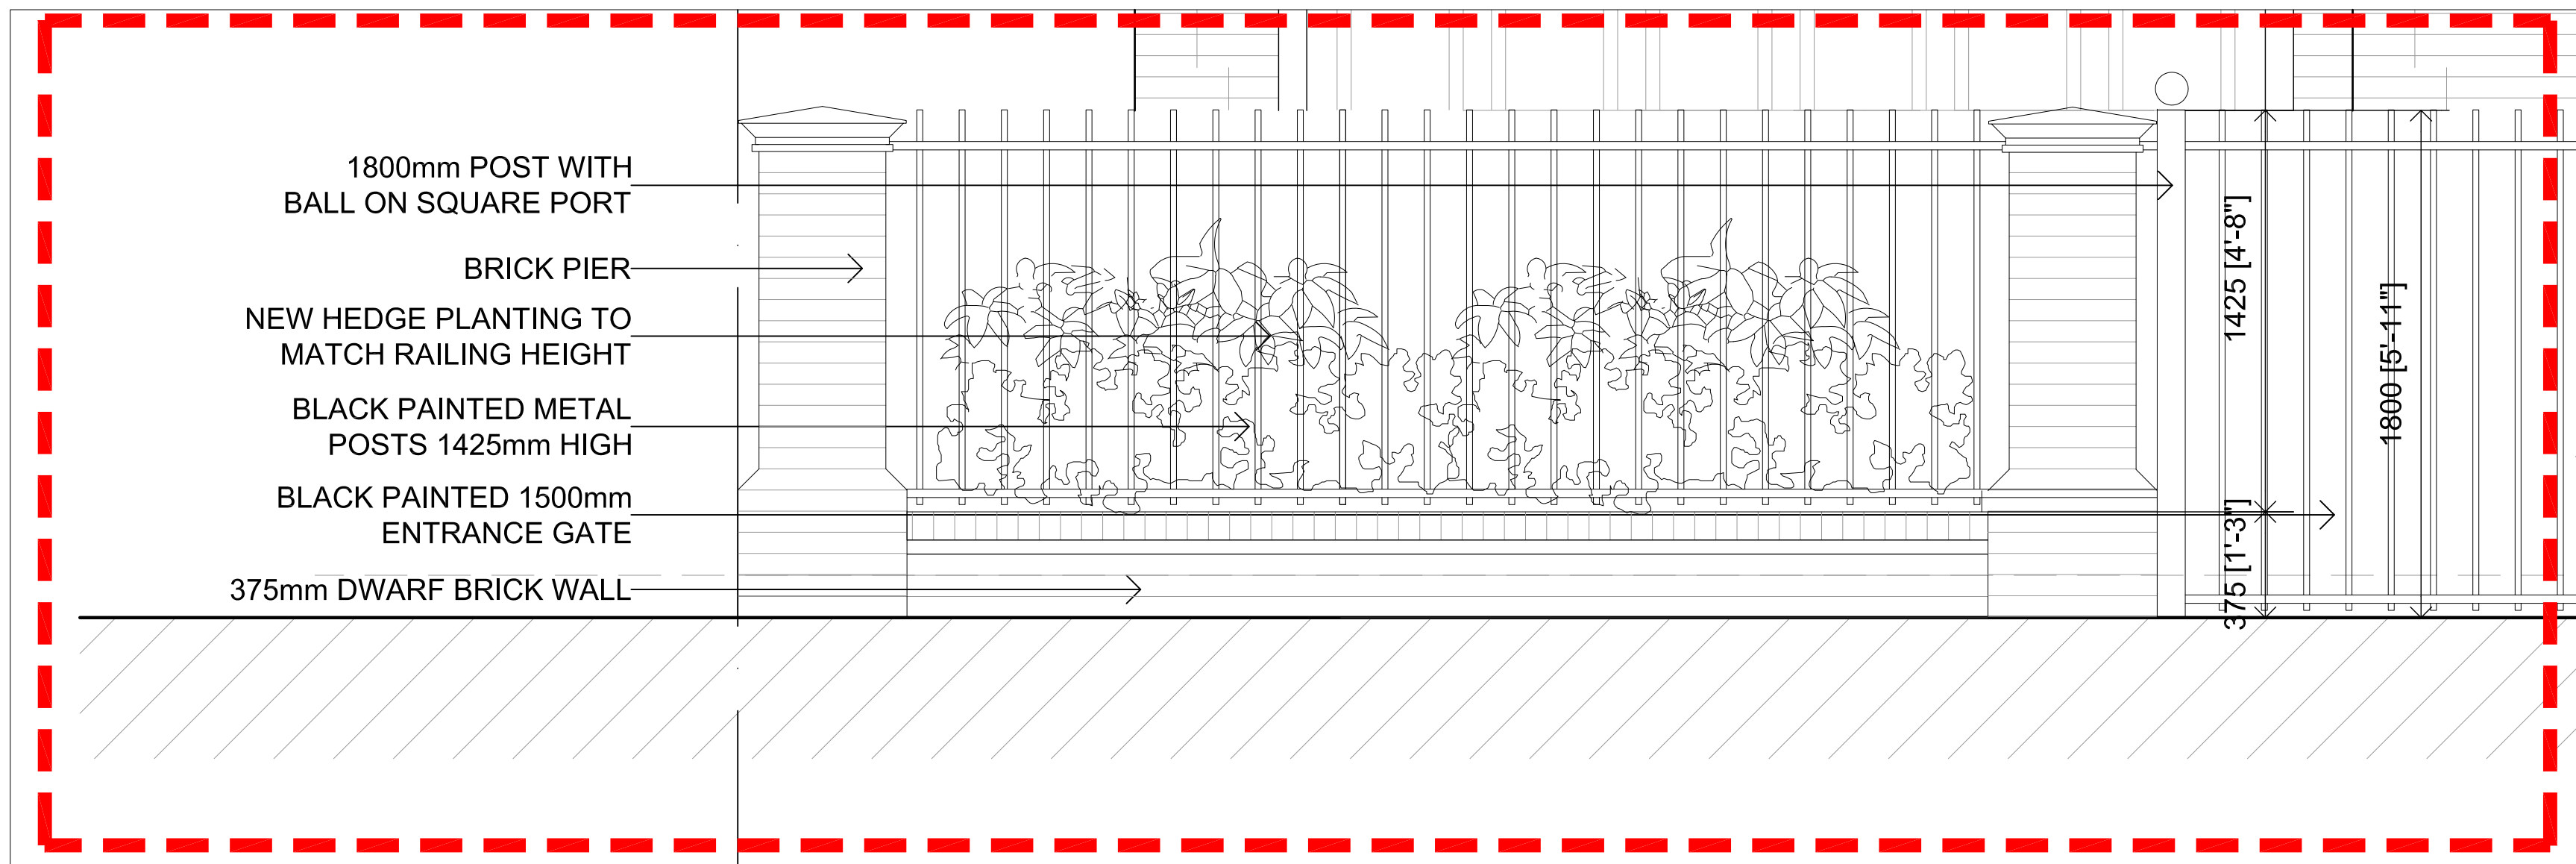 1800mm POST WITH
BALL ON SQUARE PORT
BRICK PIER
NEW HEDGE PLANTING TO
MATCH RAILING HEIGHT
BLACK PAINTED METAL
POSTS 1425mm HIGH
BLACK PAINTED 1500mm
ENTRANCE GATE
375mm DWARF BRICK WALL
1425 [4'-8"]
375 [1'-3"]
1800 [5'-11"]